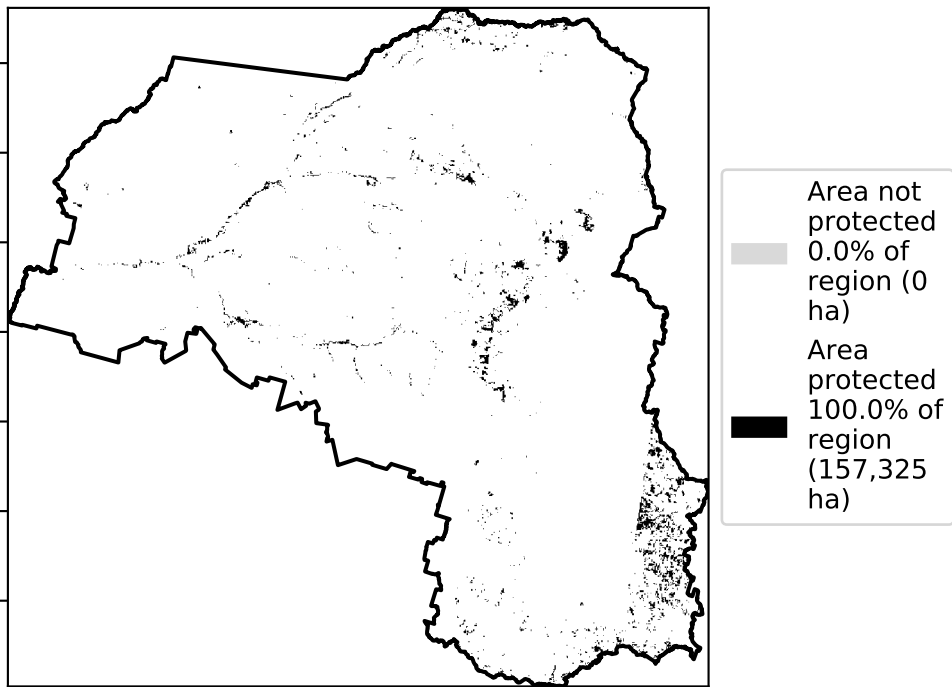 Area not
protected
0.0% of
region (0
ha)
Area
protected
100.0% of
region
(157,325
ha)